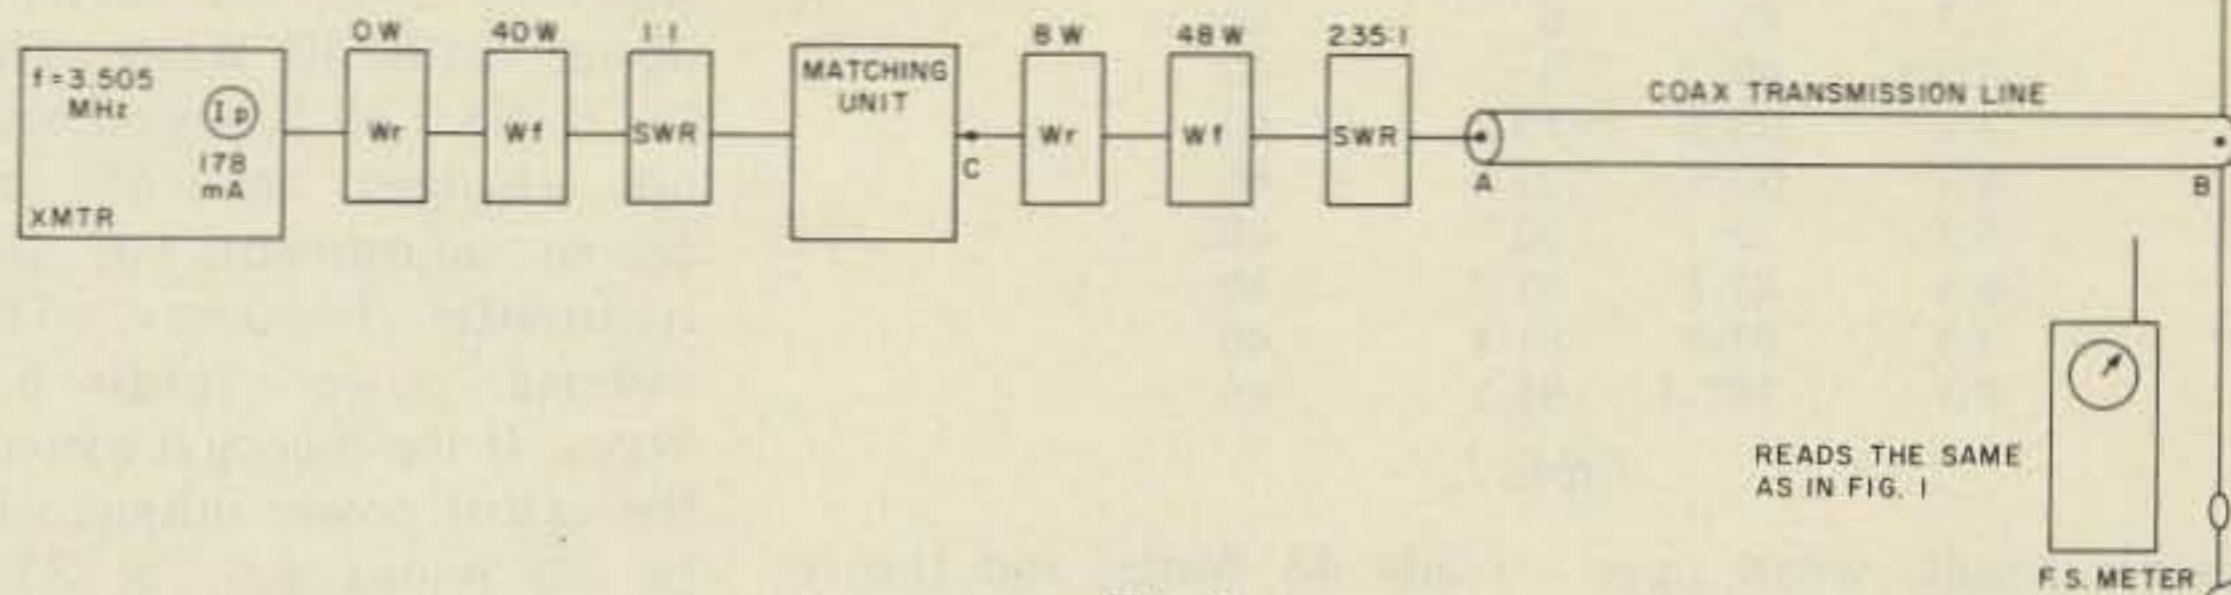 0 W
40 W
1:1
8 W
48 W
2.35:1
f = 3.505
MHz
Ip
178
mA
XMTR
Wr
Wf
SWR
MATCHING
UNIT
C
Wr
Wf
SWR
COAX TRANSMISSION LINE
A
B
READS THE SAME
AS IN FIG. 1
F. S. METER